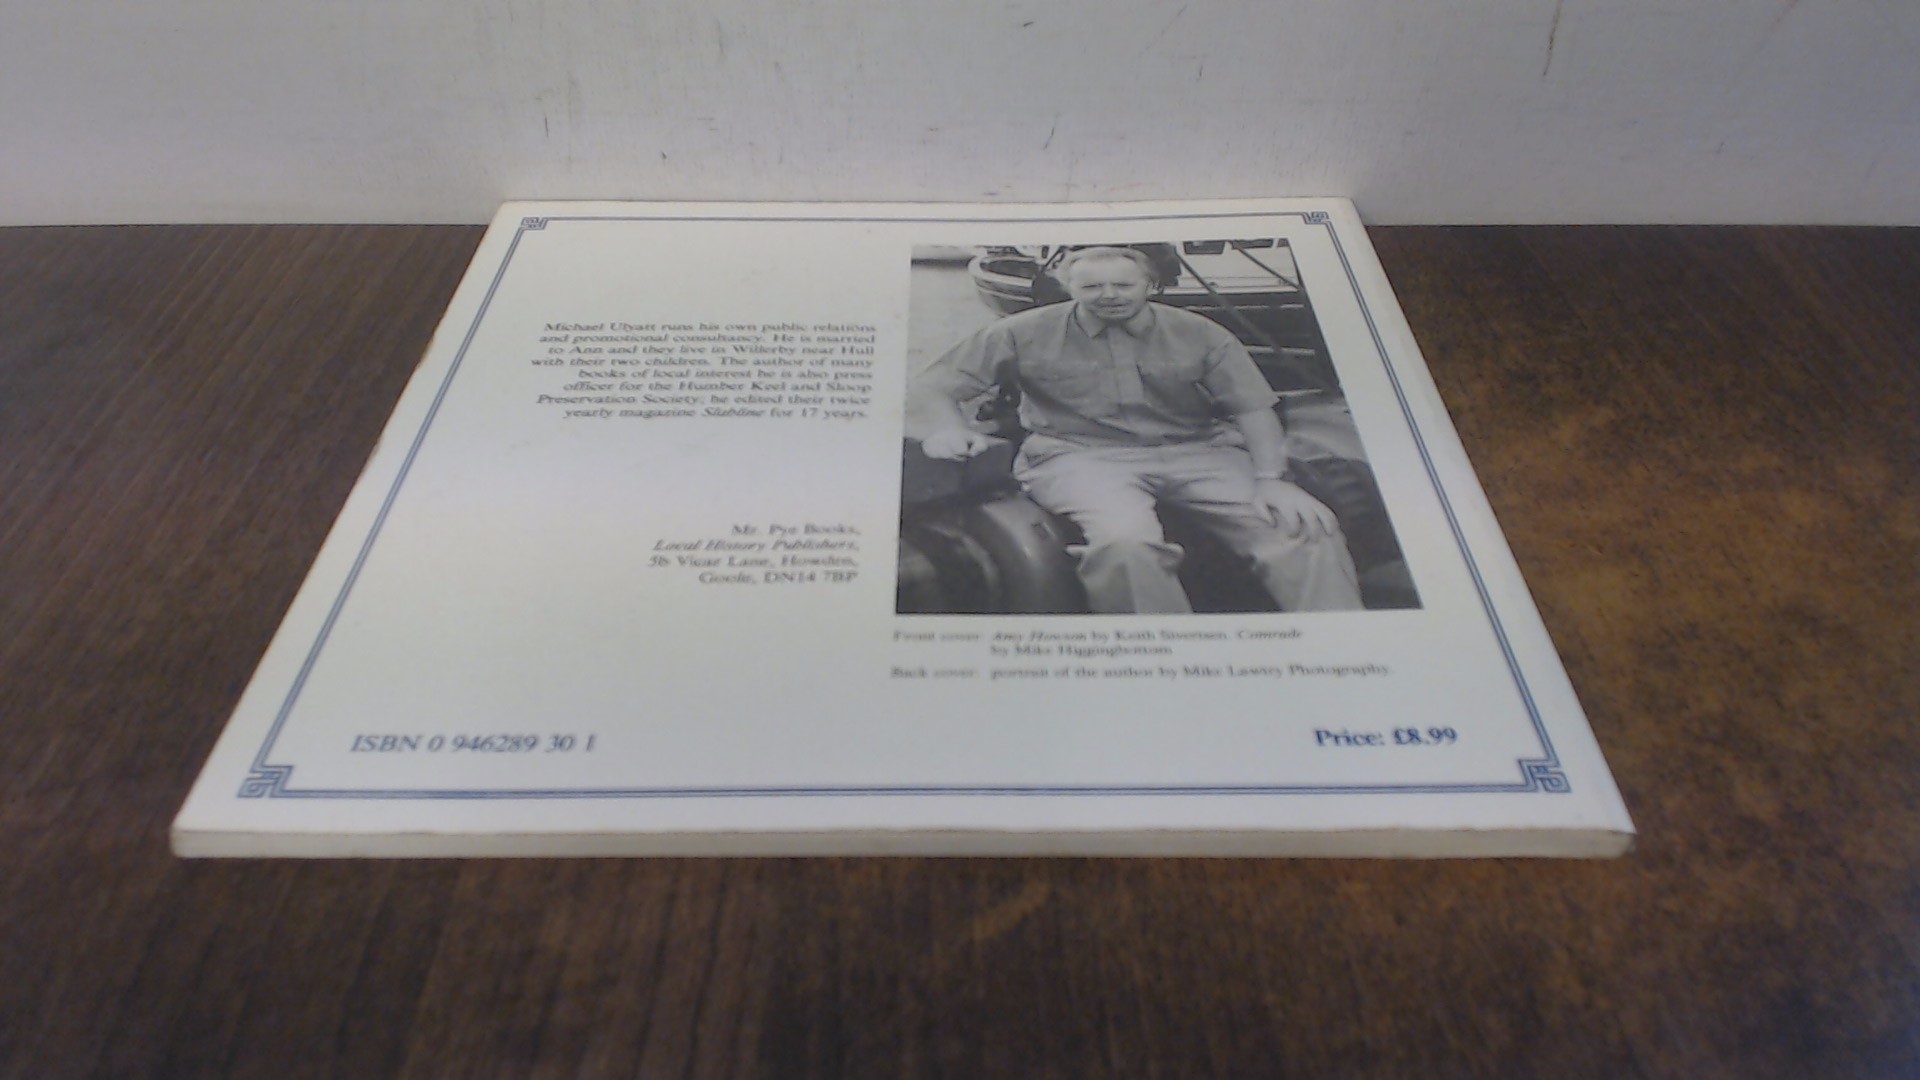 Michael Ulyatt runs his own public relations
and promotional consultancy. He is married
to Ann and they live in Willerby near Hull
with their two children. The author of many
books of local interest he is also press
officer for the Humber Keel and Sloop
Preservation Society; he edited their twice
yearly magazine Slabline for 17 years.
Mr. Pye Books,
Local History Publishers,
5b Vicar Lane, Howden,
Goole, DN14 7BP
Front cover: Amy Howson by Keith Sivertsen. Comrade
by Mike Higginbottom
Back cover: portrait of the author by Mike Lawtry Photography.
ISBN 0 946289 30 1
Price: £8.99